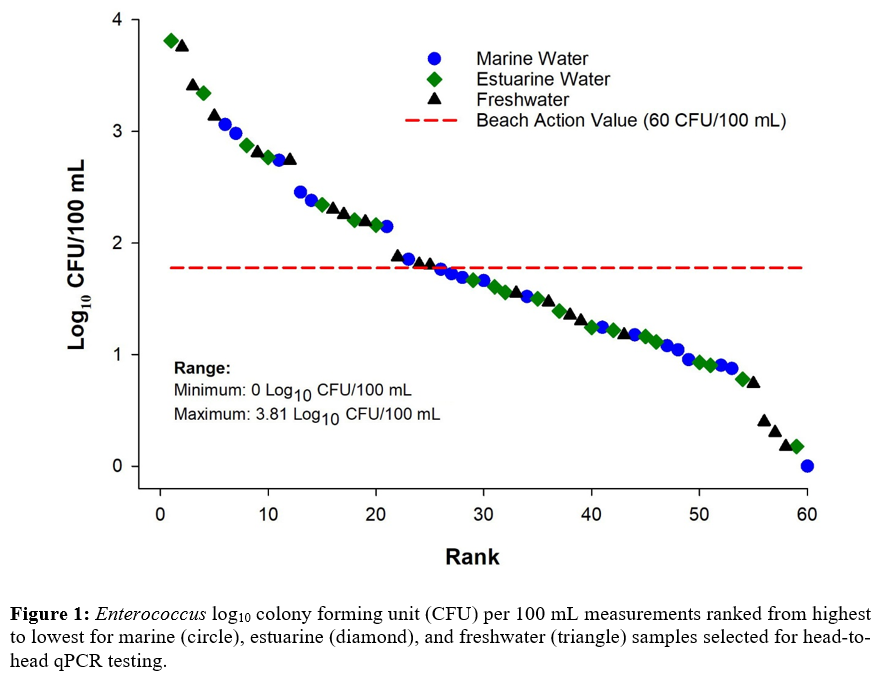 4
3
2
1
0
Log10 CFU/100 mL
Marine Water
Estuarine Water
Freshwater
Beach Action Value (60 CFU/100 mL)
Range:
Minimum: 0 Log10 CFU/100 mL
Maximum: 3.81 Log10 CFU/100 mL
0 10 20 30 40 50 60
Rank
Figure 1: Enterococcus log10 colony forming unit (CFU) per 100 mL measurements ranked from highest
to lowest for marine (circle), estuarine (diamond), and freshwater (triangle) samples selected for head-to-
head qPCR testing.